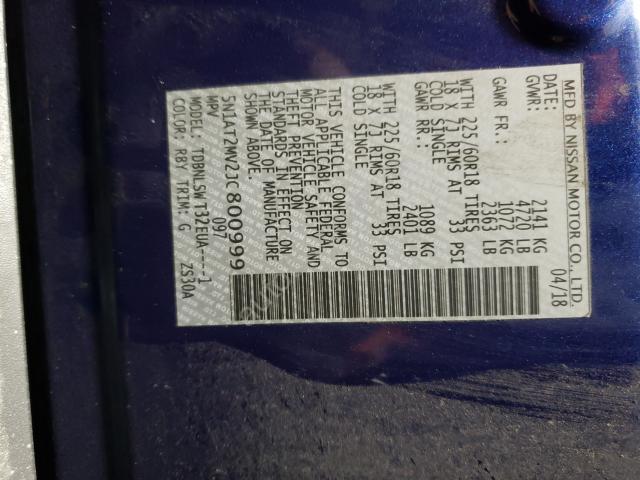 MFD BY NISSAN MOTOR CO., LTD.
DATE: 04/18
GVWR: 2141 KG
4720 LB
GAWR FR.: 1072 KG
2363 LB
WITH 225/60R18 TIRES
18 X 7J RIMS AT 33 PSI
COLD SINGLE
GAWR RR.: 1089 KG
2401 LB
WITH 225/60R18 TIRES
18 X 7J RIMS AT 33 PSI
COLD SINGLE
THIS VEHICLE CONFORMS TO
ALL APPLICABLE FEDERAL
MOTOR VEHICLE SAFETY AND
THEFT PREVENTION
STANDARDS IN EFFECT ON
THE DATE OF MANUFACTURE
SHOWN ABOVE.
5N1AT2MV2JC800999
MPV 097
MODEL: TDBNLSWT32EUA----1
COLOR: RBY TRIM: G ZS30A